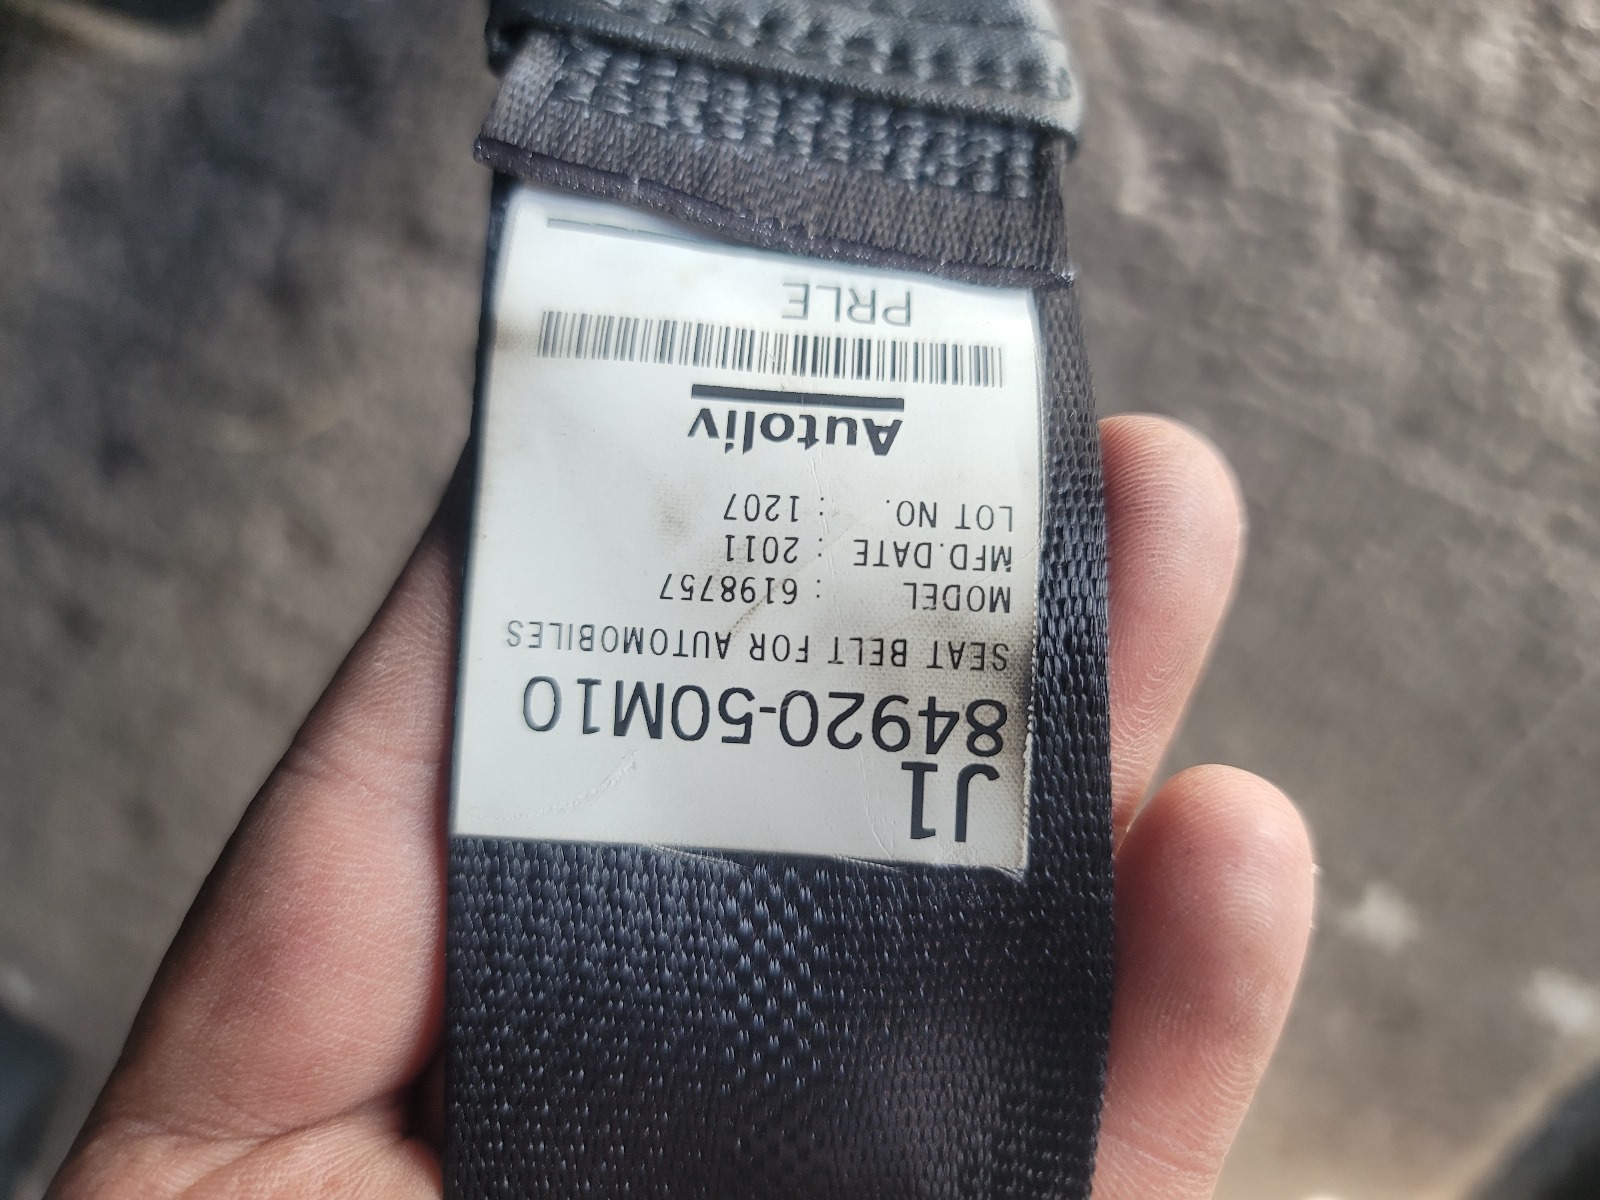 J1
84920-50M10
SEAT BELT FOR AUTOMOBILES
MODEL : 6198757
MFD.DATE : 2011
LOT NO. : 1207
Autoliv
PRLE